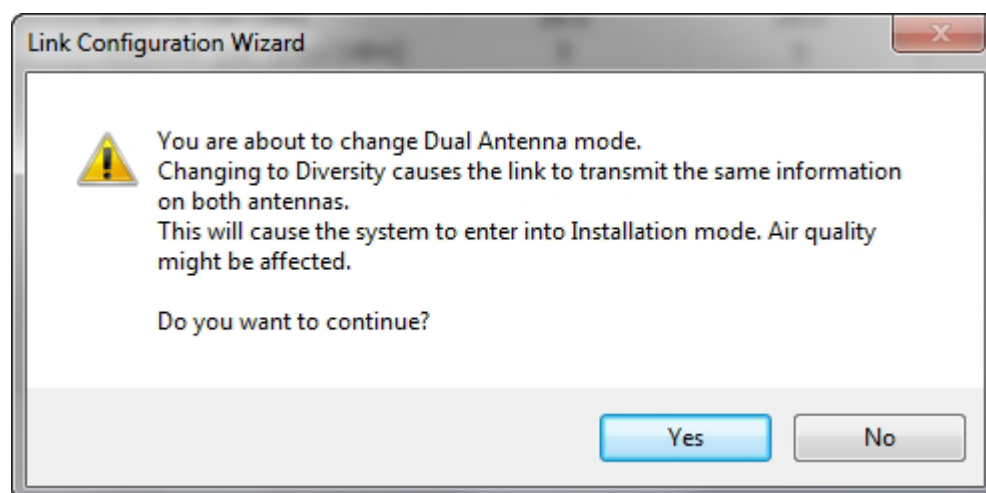 Link Configuration Wizard
You are about to change Dual Antenna mode.
Changing to Diversity causes the link to transmit the same information
on both antennas.
This will cause the system to enter into Installation mode. Air quality
might be affected.
Do you want to continue?
Yes
No